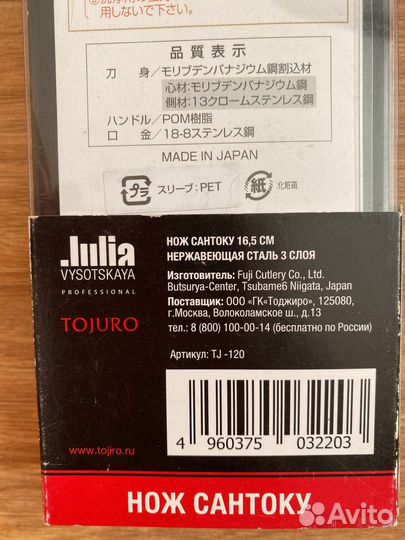 用しないで下さい。
品質表示
刀　身／モリブデンバナジウム鋼割込材
心材:モリブデンバナジウム鋼
側材:13クロームステンレス鋼
ハンドル／POM樹脂
口　金／18-8ステンレス鋼
MADE IN JAPAN
プラ スリーブ:PET 紙 :化粧箱
Julia
VYSOTSKAYA
PROFESSIONAL
TOJURO
НОЖ САНТОКУ 16,5 СМ
НЕРЖАВЕЮЩАЯ СТАЛЬ 3 СЛОЯ
Изготовитель: Fuji Cutlery Co., Ltd.
Butsurya-Center, Tsubame6 Niigata, Japan
Поставщик: ООО «ГК«Тоджиро», 125080,
г.Москва, Волоколамское ш., д.13
тел.: 8 (800) 100-00-14 (бесплатно по России)
Артикул: TJ -120
4 960375 032203
www.tojiro.ru
НОЖ САНТОКУ
Avito